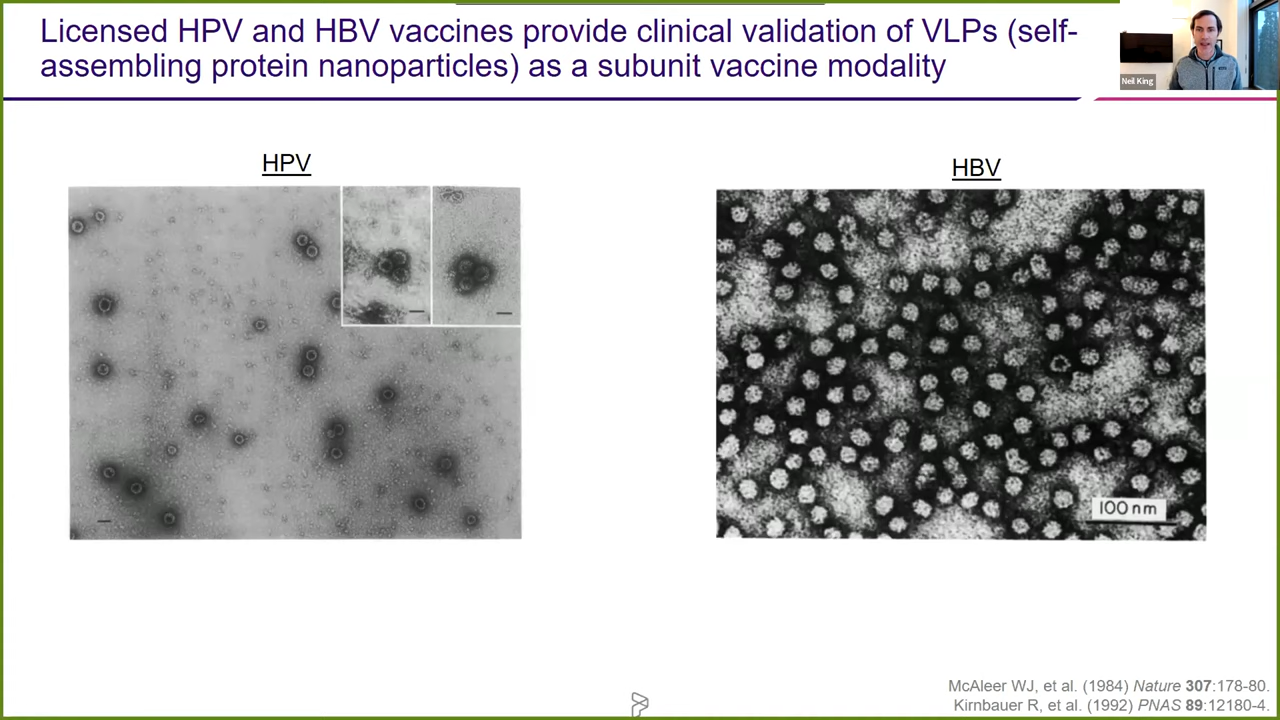 Licensed HPV and HBV vaccines provide clinical validation of VLPs (self-
assembling protein nanoparticles) as a subunit vaccine modality
Neil King
HPV
HBV
100 nm
McAleer WJ, et al. (1984) Nature 307:178-80.
Kirnbauer R, et al. (1992) PNAS 89:12180-4.